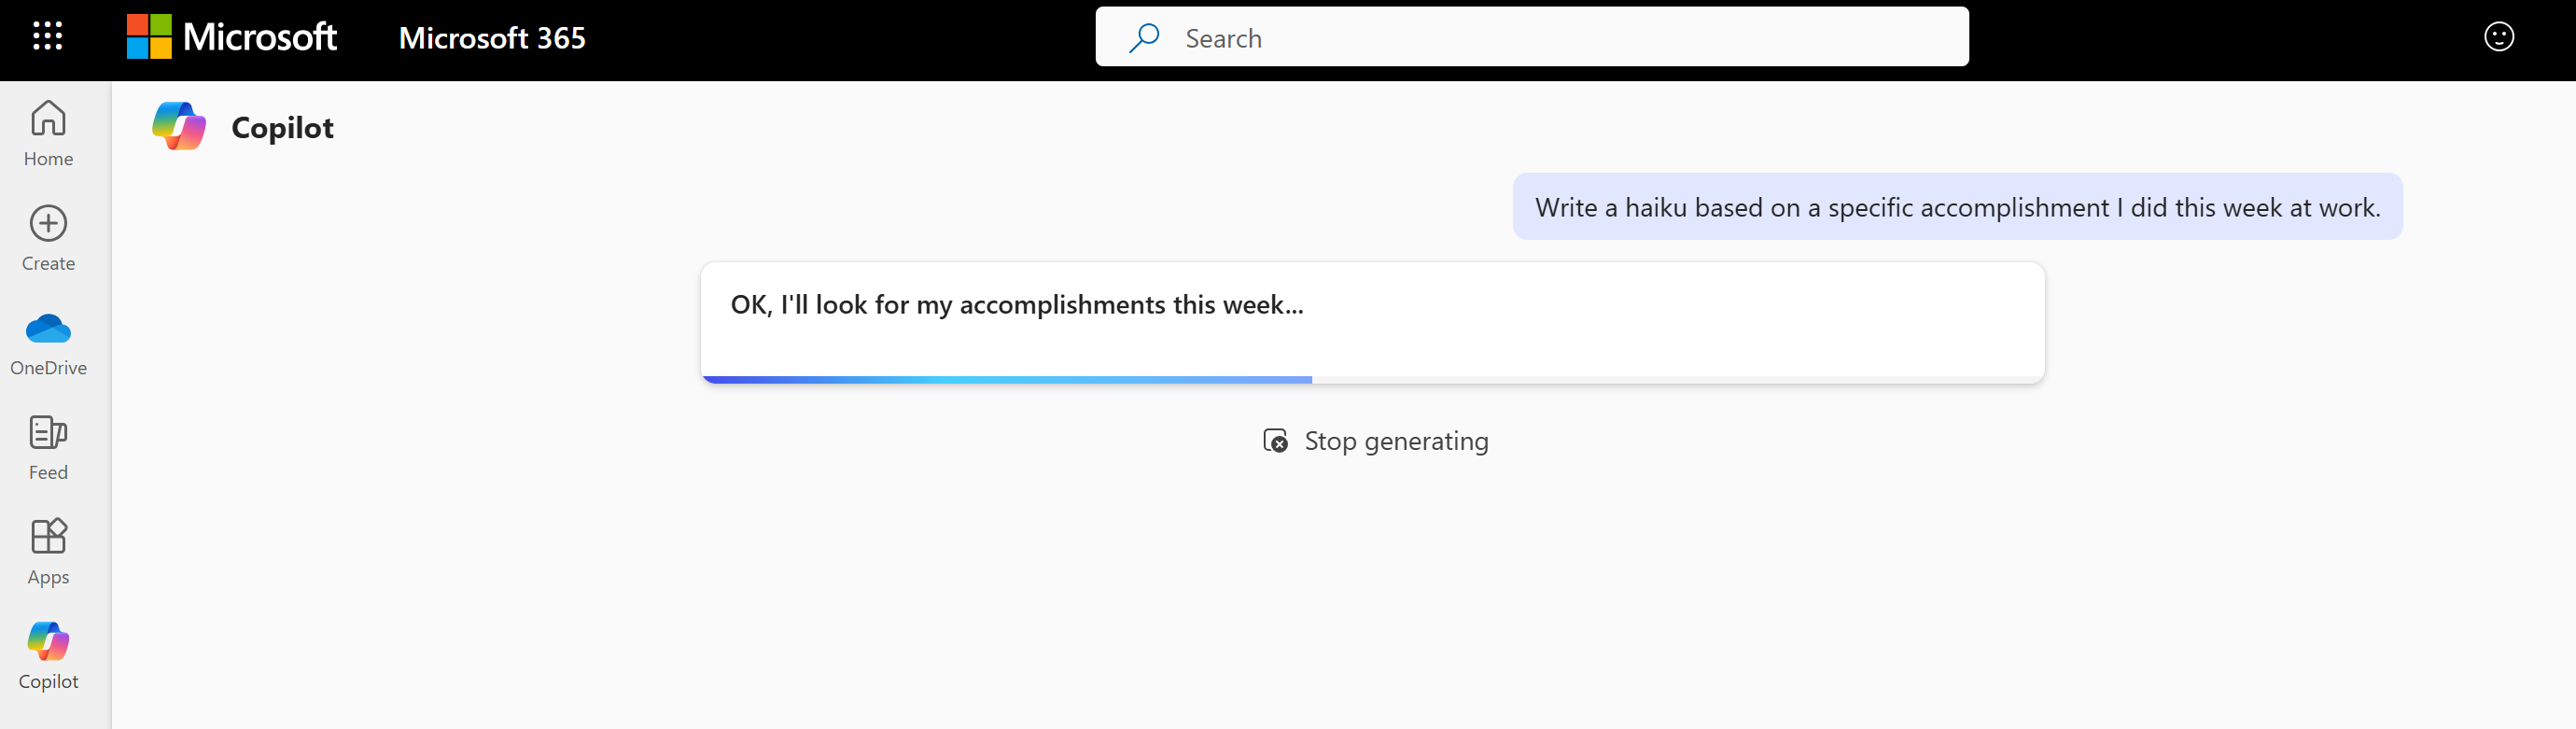 Microsoft
Microsoft 365
Search
Home
Create
OneDrive
Feed
Apps
Copilot
Copilot
Write a haiku based on a specific accomplishment I did this week at work.
OK, I'll look for my accomplishments this week...
Stop generating